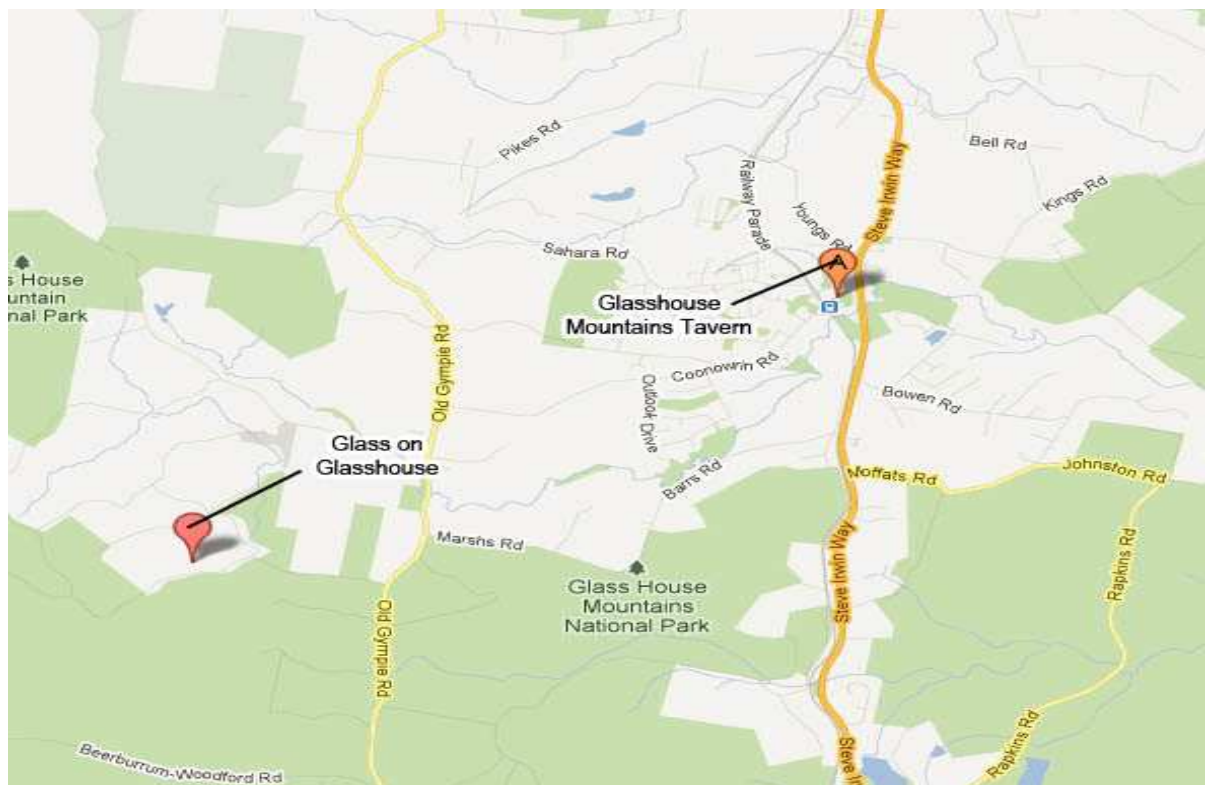 Pikes Rd
Bell Rd
Railway Parade
Steve Irwin Way
Kings Rd
Youngs Rd
Sahara Rd
s House
untain
nal Park
A
Glasshouse
Mountains Tavern
Old Gympie Rd
Coonowrin Rd
Outlook Drive
Bowen Rd
Glass on
Glasshouse
Barrs Rd
Moffats Rd
Johnston Rd
Marshs Rd
Steve Irwin Way
Rapkins Rd
Glass House
Mountains
National Park
Old Gympie Rd
Rapkins Rd
Steve Ir
Beerburrum-Woodford Rd